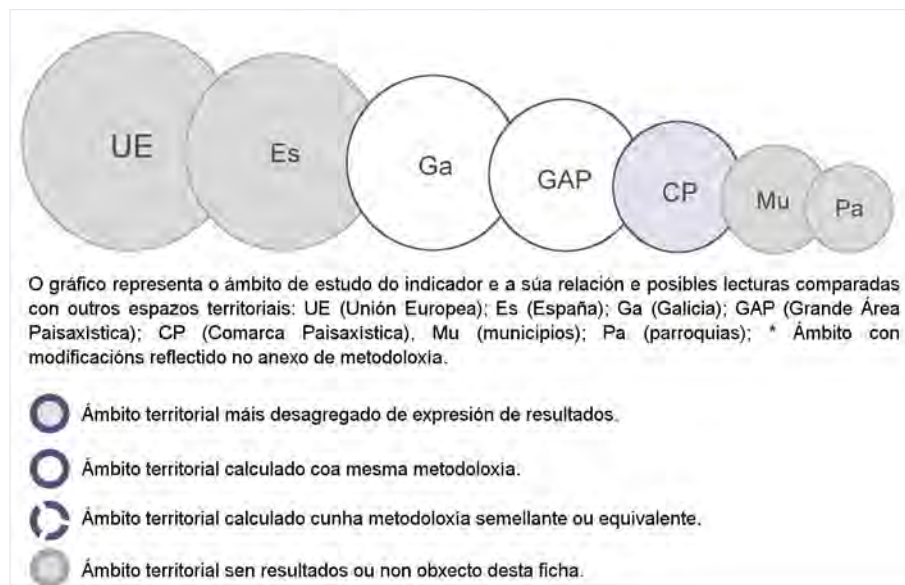 UE
Es
Ga
GAP
CP
Mu
Pa
O gráfico representa o ámbito de estudo do indicador e a súa relación e posibles lecturas comparadas
con outros espazos territoriais: UE (Unión Europea); Es (España); Ga (Galicia); GAP (Grande Área
Paisaxística); CP (Comarca Paisaxística), Mu (municipios); Pa (parroquias); * Ámbito con
modificacións reflectido no anexo de metodoloxía.
Ámbito territorial máis desagregado de expresión de resultados.
Ámbito territorial calculado coa mesma metodoloxía.
Ámbito territorial calculado cunha metodoloxía semellante ou equivalente.
Ámbito territorial sen resultados ou non obxecto desta ficha.